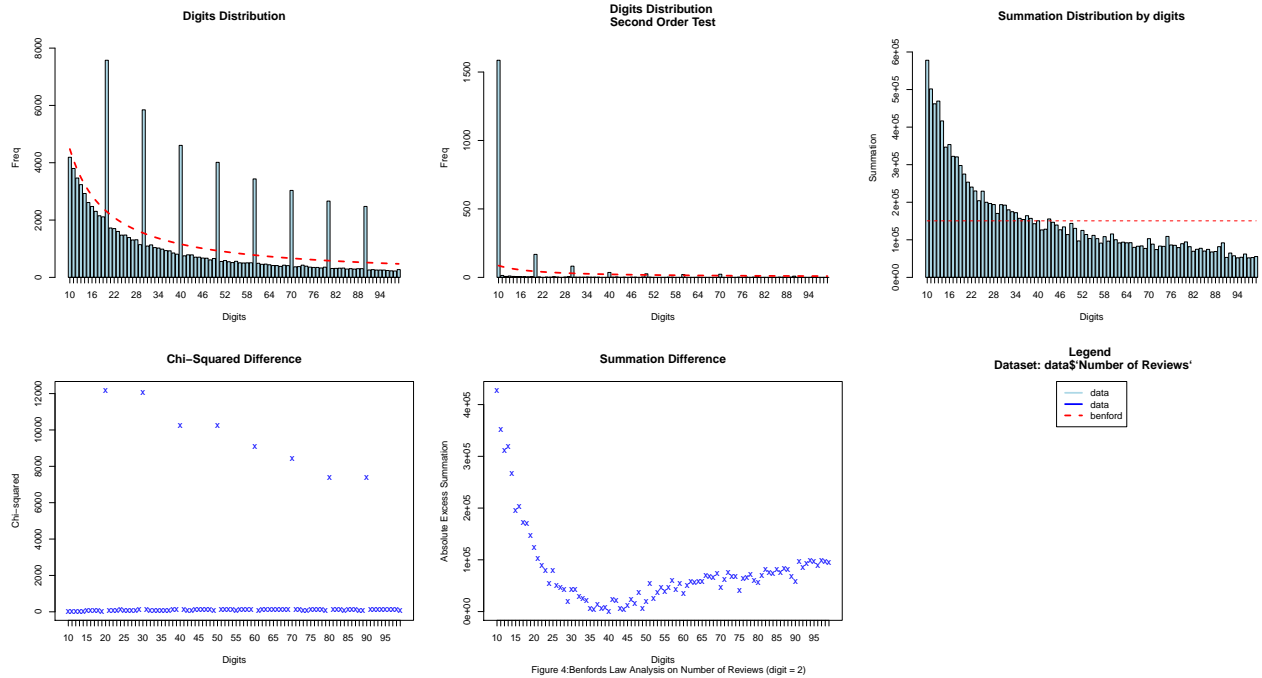 Digits Distribution
Freq
8000
6000
4000
2000
0
10 16 22 28 34 40 46 52 58 64 70 76 82 88 94
Digits
Digits Distribution
Second Order Test
Freq
1500
1000
500
0
10 16 22 28 34 40 46 52 58 64 70 76 82 88 94
Digits
Summation Distribution by digits
Summation
6e+05
5e+05
4e+05
3e+05
2e+05
1e+05
0e+00
10 16 22 28 34 40 46 52 58 64 70 76 82 88 94
Digits
Chi−Squared Difference
Chi−squared
12000
10000
8000
6000
4000
2000
0
10 15 20 25 30 35 40 45 50 55 60 65 70 75 80 85 90 95
Digits
Summation Difference
Absolute Excess Summation
4e+05
3e+05
2e+05
1e+05
0e+00
10 15 20 25 30 35 40 45 50 55 60 65 70 75 80 85 90 95
Digits
Legend
Dataset: data$‘Number of Reviews‘
data
data
benford
Figure 4:Benfords Law Analysis on Number of Reviews (digit = 2)